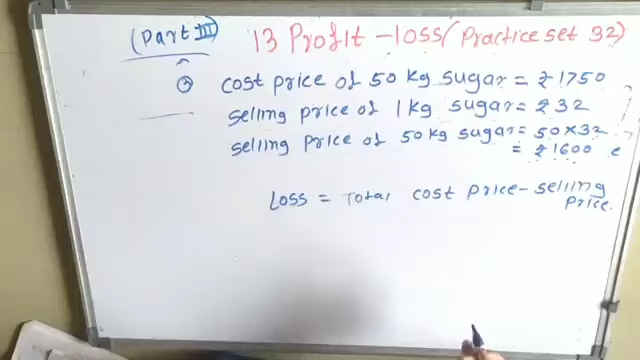 (Part III) 13 Profit - loss (Practice set 32)
③ cost price of 50 kg sugar = ₹1750
selling price of 1 kg sugar = ₹32
selling price of 50 kg sugar = 50×32
= ₹1600
Loss = Total cost price - selling
price.